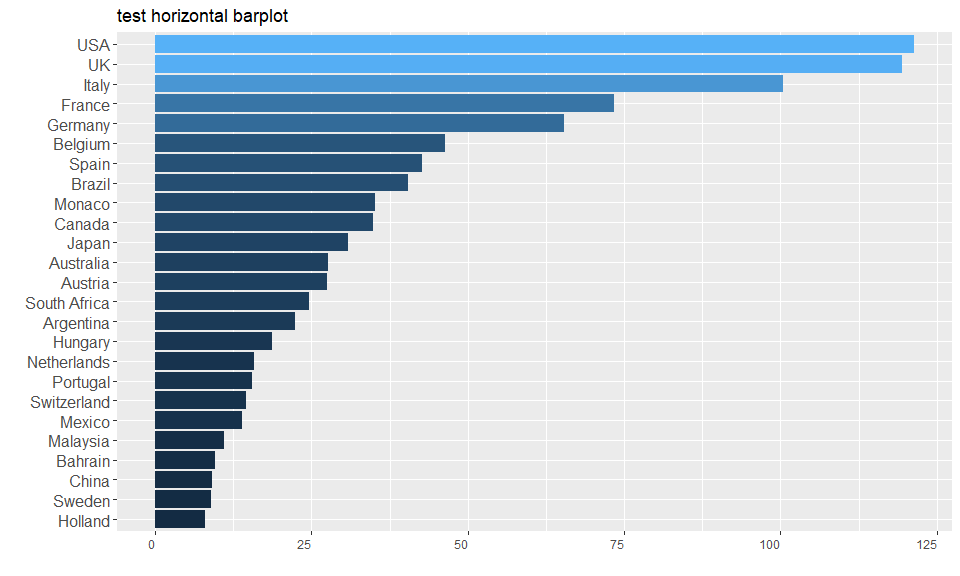 test horizontal barplot
USA
UK
Italy
France
Germany
Belgium
Spain
Brazil
Monaco
Canada
Japan
Australia
Austria
South Africa
Argentina
Hungary
Netherlands
Portugal
Switzerland
Mexico
Malaysia
Bahrain
China
Sweden
Holland
0 25 50 75 100 125